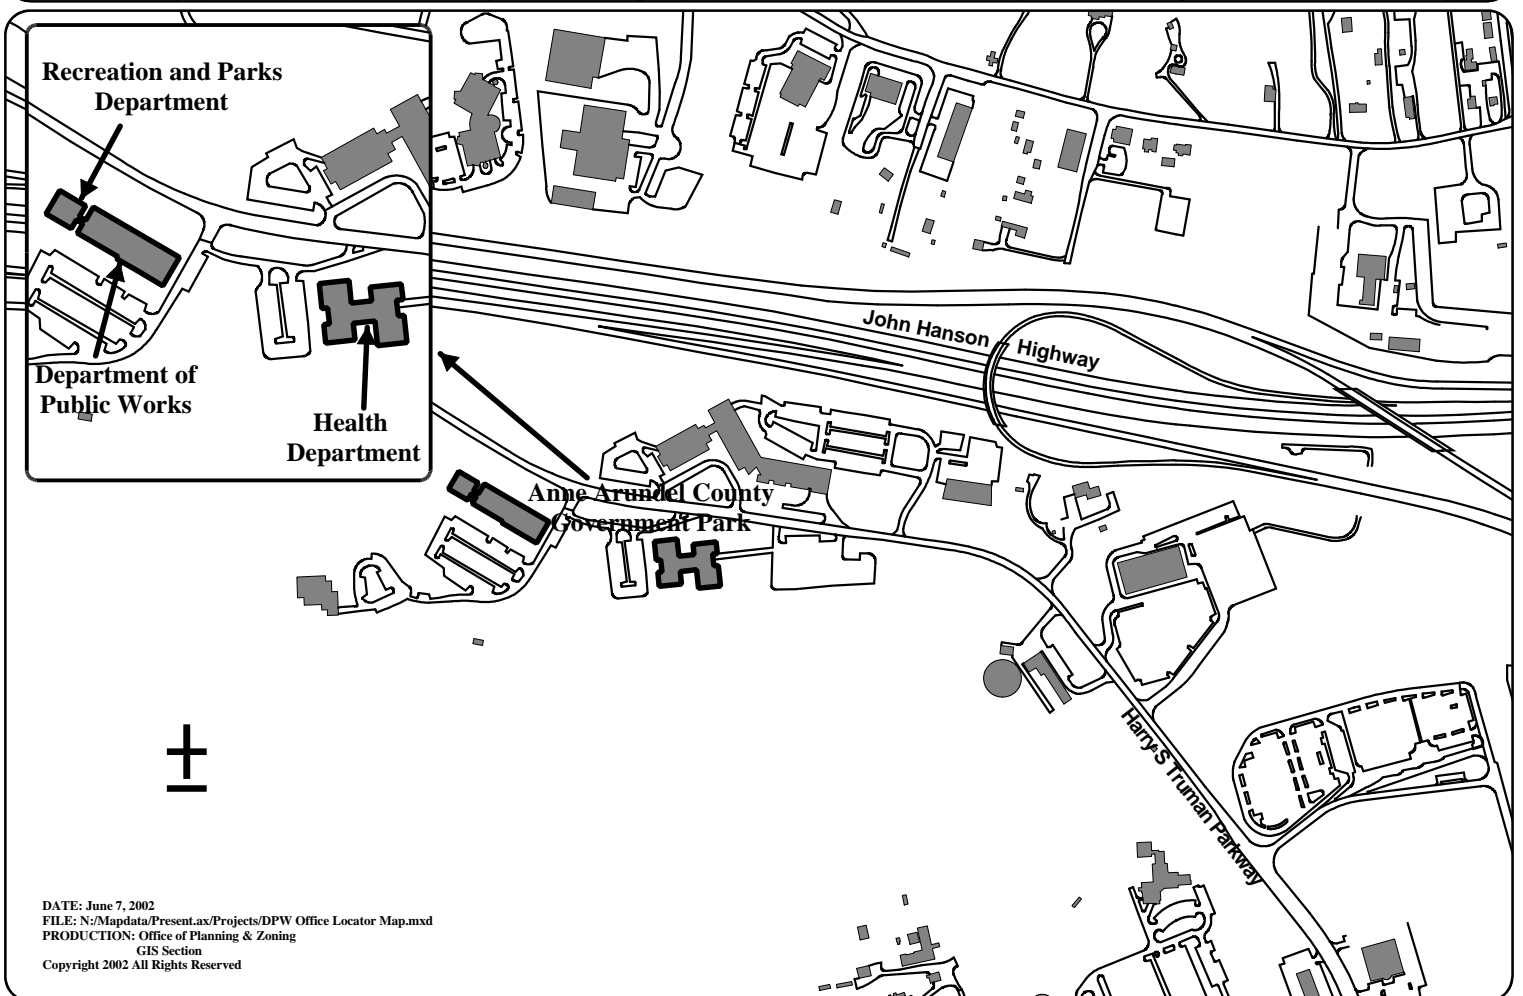 Recreation and Parks
Department
Department of
Public Works
Health
Department
John Hanson Highway
Anne Arundel County
Government Park
Harry S Truman Parkway
DATE: June 7, 2002
FILE: N:/Mapdata/Present.ax/Projects/DPW Office Locator Map.mxd
PRODUCTION: Office of Planning & Zoning
GIS Section
Copyright 2002 All Rights Reserved